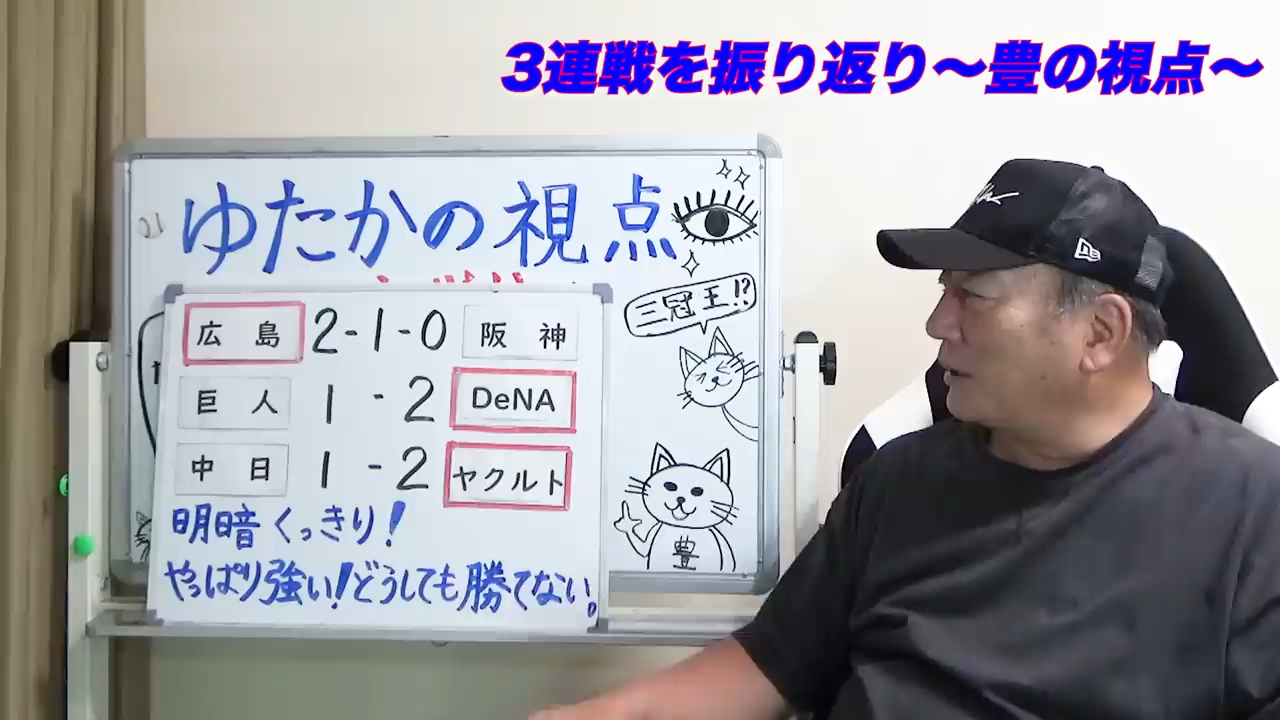 3連戦を振り返り〜豊の視点〜
ゆたかの視点
三冠王!?
広島 2-1-0 阪神
巨人 1-2 DeNA
中日 1-2 ヤクルト
明暗くっきり!
やっぱり強い!どうしても勝てない。
豊